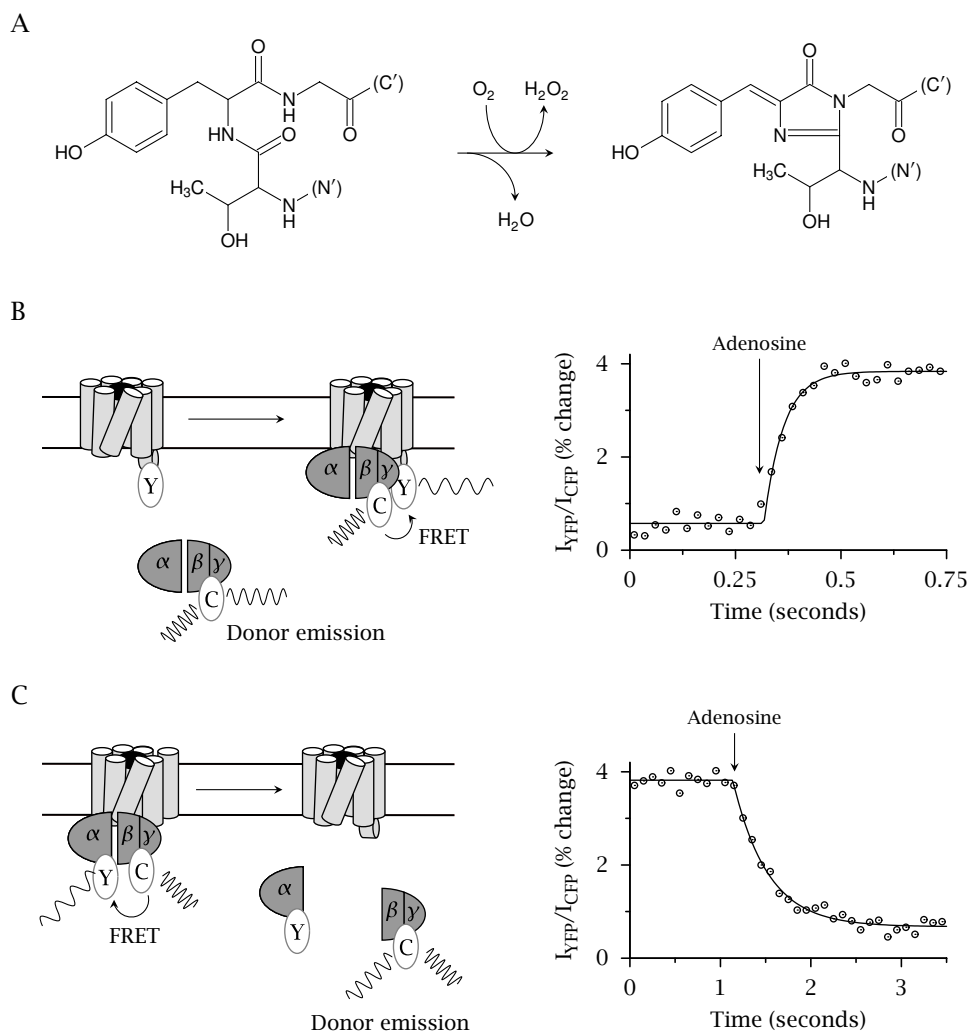 A
O
O
(C′)
N
H
O
HN
O
HO
H3C
N
H
(N′)
OH
O2
H2O2
H2O
O
N
(C′)
N
O
HO
H3C
N
H
(N′)
OH
B
Y
α
β
γ
C
Y
FRET
α
β
γ
C
Donor emission
Adenosine
IYFP/ICFP (% change)
4
2
0
0
0.25
0.5
0.75
Time (seconds)
C
α
β
γ
Y
C
FRET
α
Y
β
γ
C
Donor emission
Adenosine
IYFP/ICFP (% change)
4
2
0
0
1
2
3
Time (seconds)